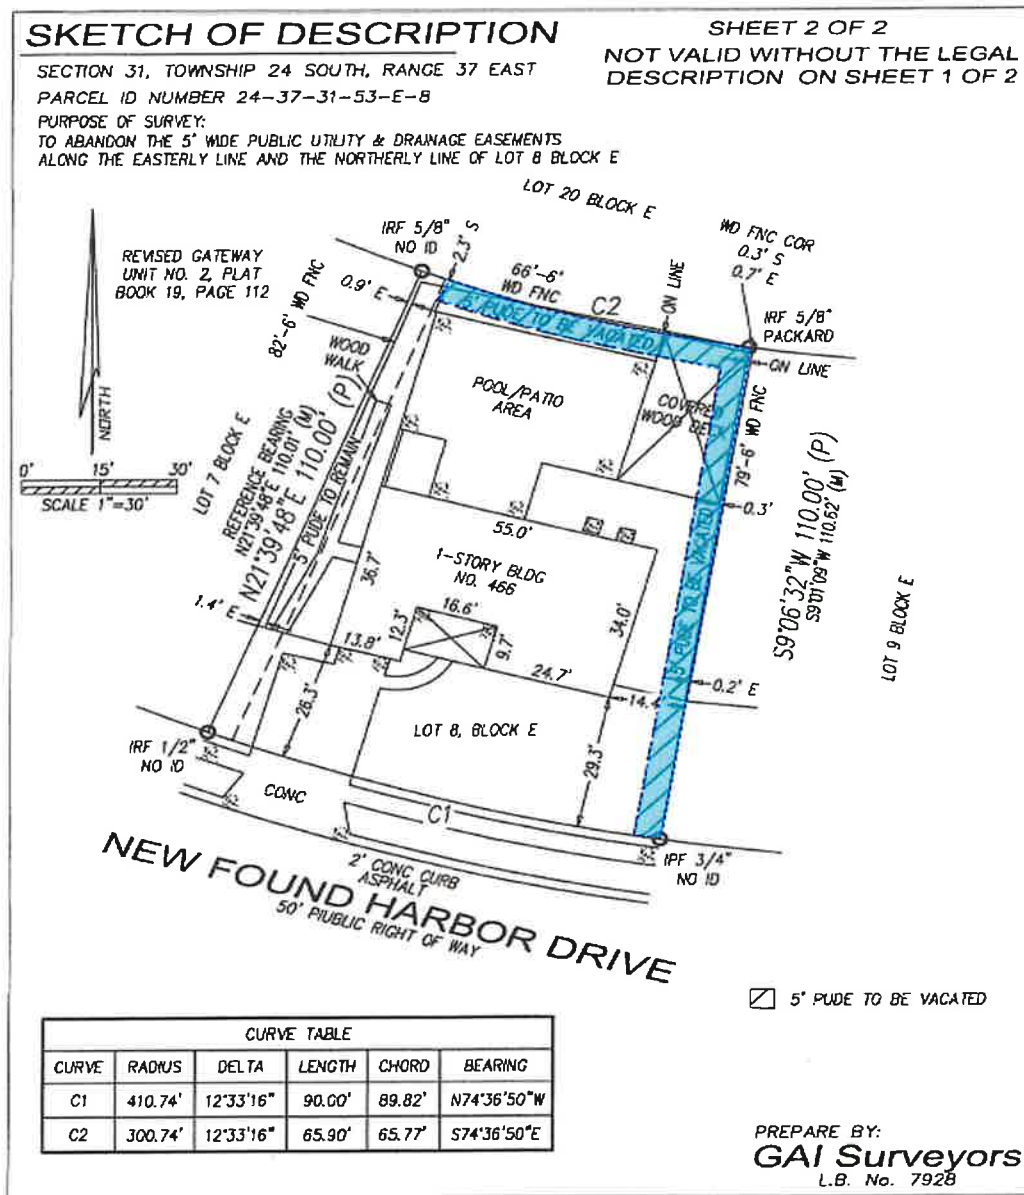 SKETCH OF DESCRIPTION
SHEET 2 OF 2
NOT VALID WITHOUT THE LEGAL
DESCRIPTION ON SHEET 1 OF 2
SECTION 31, TOWNSHIP 24 SOUTH, RANGE 37 EAST
PARCEL ID NUMBER 24-37-31-53-E-8
PURPOSE OF SURVEY:
TO ABANDON THE 5' WIDE PUBLIC UTILITY & DRAINAGE EASEMENTS
ALONG THE EASTERLY LINE AND THE NORTHERLY LINE OF LOT 8 BLOCK E
LOT 20 BLOCK E
IRF 5/8"
NO ID
2.3' S
WD FNC COR
0.3' S
0.7' E
REVISED GATEWAY
UNIT NO. 2, PLAT
BOOK 19, PAGE 112
82'-6' WD FNC
0.9' E
66'-6'
WD FNC
C2
ON LINE
IRF 5/8"
PACKARD
5' PUDE TO BE VACATED
ON LINE
WOOD
WALK
POOL/PATIO
AREA
COVERED
WOOD DECK
79'-6' WD FNC
NORTH
0' 15' 30'
SCALE 1"=30'
LOT 7 BLOCK E
REFERENCE BEARING
N21°39'48"E 110.01' (M)
N21°39'48"E 110.00' (P)
5' PUDE TO REMAIN
0.3'
S9°06'32"W 110.00' (P)
S9°01'09"W 110.62' (M)
55.0'
1-STORY BLDG
NO. 466
36.7'
5' PUDE TO BE VACATED
LOT 9 BLOCK E
1.4' E
16.6'
12.3'
9.7'
34.0'
13.8'
24.7'
0.2' E
14.4
26.3'
LOT 8, BLOCK E
29.3'
IRF 1/2"
NO ID
CONC
C1
IPF 3/4"
NO ID
2' CONC CURB
ASPHALT
NEW FOUND HARBOR DRIVE
50' PIUBLIC RIGHT OF WAY
5' PUDE TO BE VACATED
CURVE TABLE
CURVE RADIUS DELTA LENGTH CHORD BEARING
C1 410.74' 12°33'16" 90.00' 89.82' N74°36'50"W
C2 300.74' 12°33'16" 65.90' 65.77' S74°36'50"E
PREPARE BY:
GAI Surveyors
L.B. No. 7928